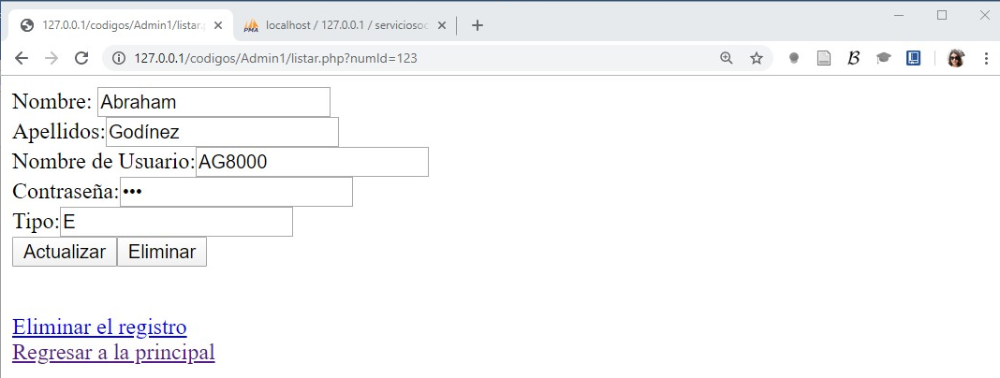 127.0.0.1/codigos/Admin1/listar.p
localhost / 127.0.0.1 / serviciosoc
127.0.0.1/codigos/Admin1/listar.php?numId=123
Nombre: Abraham
Apellidos: Godínez
Nombre de Usuario: AG8000
Contraseña: •••
Tipo: E
Actualizar Eliminar
Eliminar el registro
Regresar a la principal